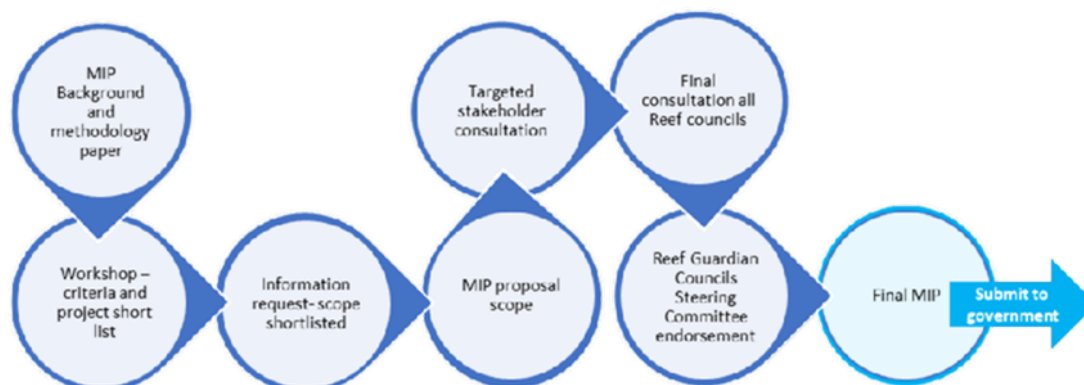 MIP
Background
and
methodology
paper
Workshop –
criteria and
project short
list
Information
request- scope
shortlisted
MIP proposal
scope
Targeted
stakeholder
consultation
Final
consultation all
Reef councils
Reef Guardian
Councils
Steering
Committee
endorsement
Final MIP
Submit to
government